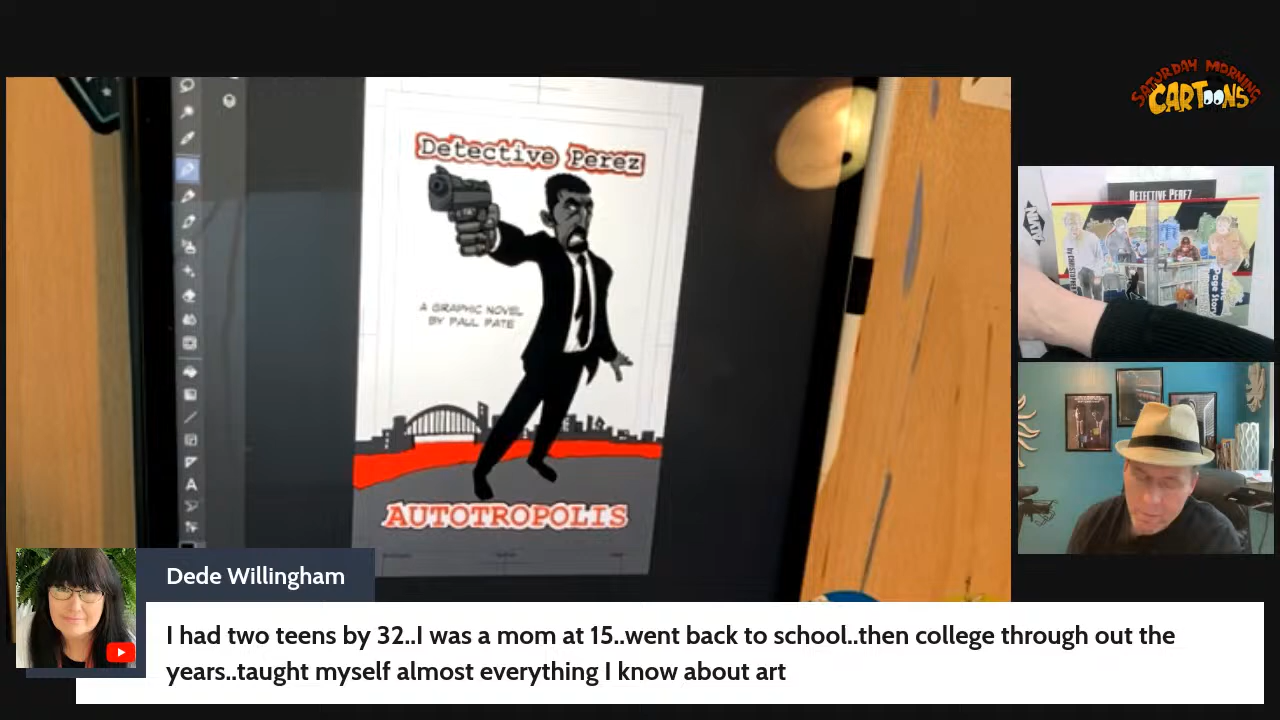 SATURDAY MORNING
CARTOONS
Detective Perez
A GRAPHIC NOVEL
BY PAUL PATE
AUTOTROPOLIS
DETECTIVE PEREZ
Dede Willingham
I had two teens by 32..I was a mom at 15..went back to school..then college through out the
years..taught myself almost everything I know about art